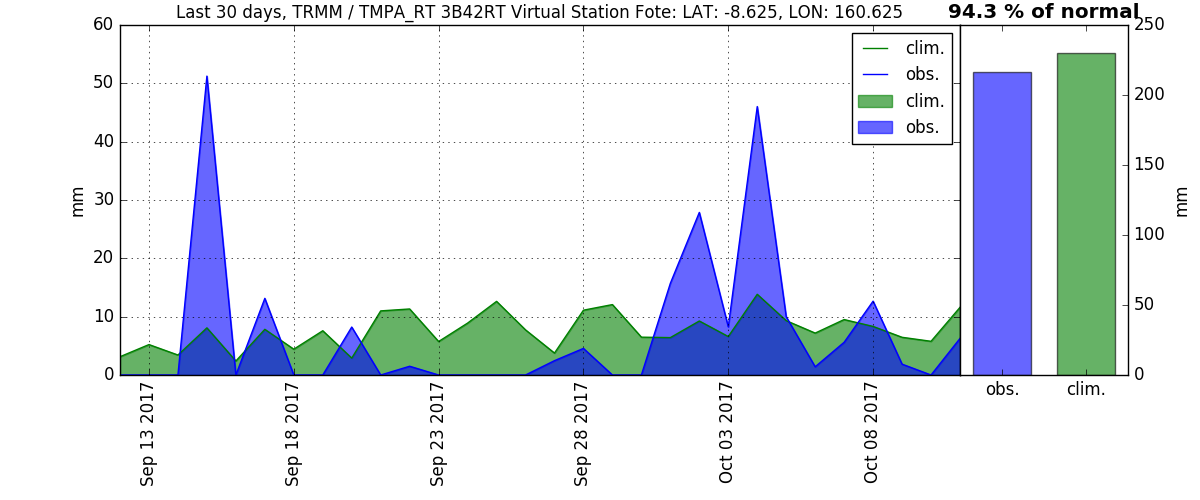 Last 30 days, TRMM / TMPA_RT 3B42RT Virtual Station Fote: LAT: -8.625, LON: 160.625
94.3 % of normal
60
50
40
30
20
10
0
mm
clim.
obs.
clim.
obs.
Sep 13 2017
Sep 18 2017
Sep 23 2017
Sep 28 2017
Oct 03 2017
Oct 08 2017
250
200
150
100
50
0
mm
obs.
clim.